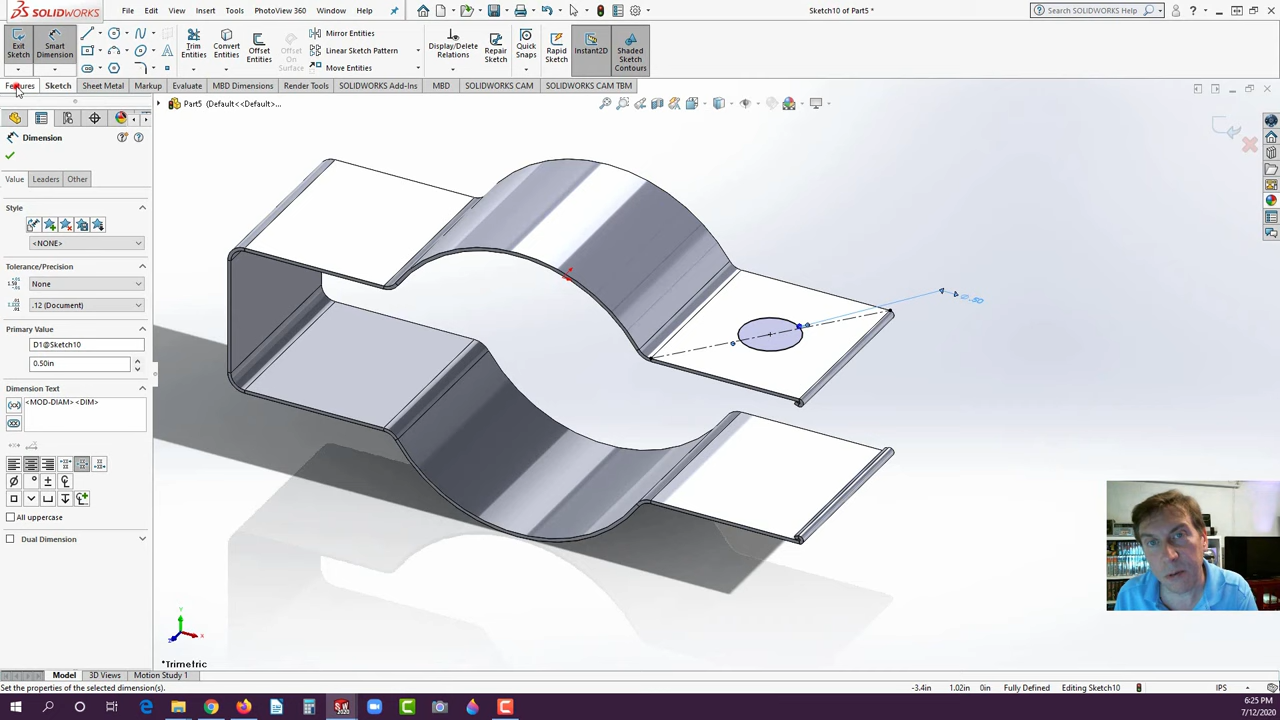 SOLIDWORKS
File Edit View Insert Tools PhotoView 360 Window Help
Sketch10 of Part5 *
Search SOLIDWORKS Help
Exit Sketch
Smart Dimension
Trim Entities
Convert Entities
Offset Entities
Offset On Surface
Mirror Entities
Linear Sketch Pattern
Move Entities
Display/Delete Relations
Repair Sketch
Quick Snaps
Rapid Sketch
Instant2D
Shaded Sketch Contours
Features Sketch Sheet Metal Markup Evaluate MBD Dimensions Render Tools SOLIDWORKS Add-Ins MBD SOLIDWORKS CAM SOLIDWORKS CAM TBM
Part5 (Default<<Default>...
Dimension
Value Leaders Other
Style
<NONE>
Tolerance/Precision
None
.12 (Document)
Primary Value
D1@Sketch10
0.50in
Dimension Text
<MOD-DIAM><DIM>
All uppercase
Dual Dimension
∅.50
Y
X
Z
*Trimetric
Model 3D Views Motion Study 1
Set the properties of the selected dimension(s).
-3.4in 1.02in 0in Fully Defined Editing Sketch10 IPS
6:25 PM
7/12/2020